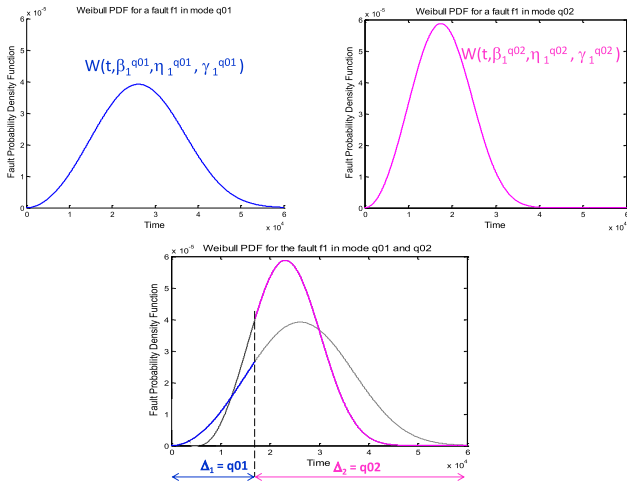 Weibull PDF for a fault f1 in mode q01
x 10⁻⁵
6
5
4
3
2
1
0
Fault Probability Density Function
W(t,β₁q01,η₁q01, γ₁q01)
0 1 2 3 4 5 6
Time
x 10⁴
Weibull PDF for a fault f1 in mode q02
x 10⁻⁵
6
5
4
3
2
1
0
Fault Probability Density Function
W(t,β₁q02,η₁q02, γ₁q02)
0 1 2 3 4 5 6
Time
x 10⁴
Weibull PDF for the fault f1 in mode q01 and q02
x 10⁻⁵
6
5
4
3
2
1
0
Fault Probability Density Function
0 1 2 3 4 5 6
Time
x 10⁴
Δ₁ = q01
Δ₂ = q02